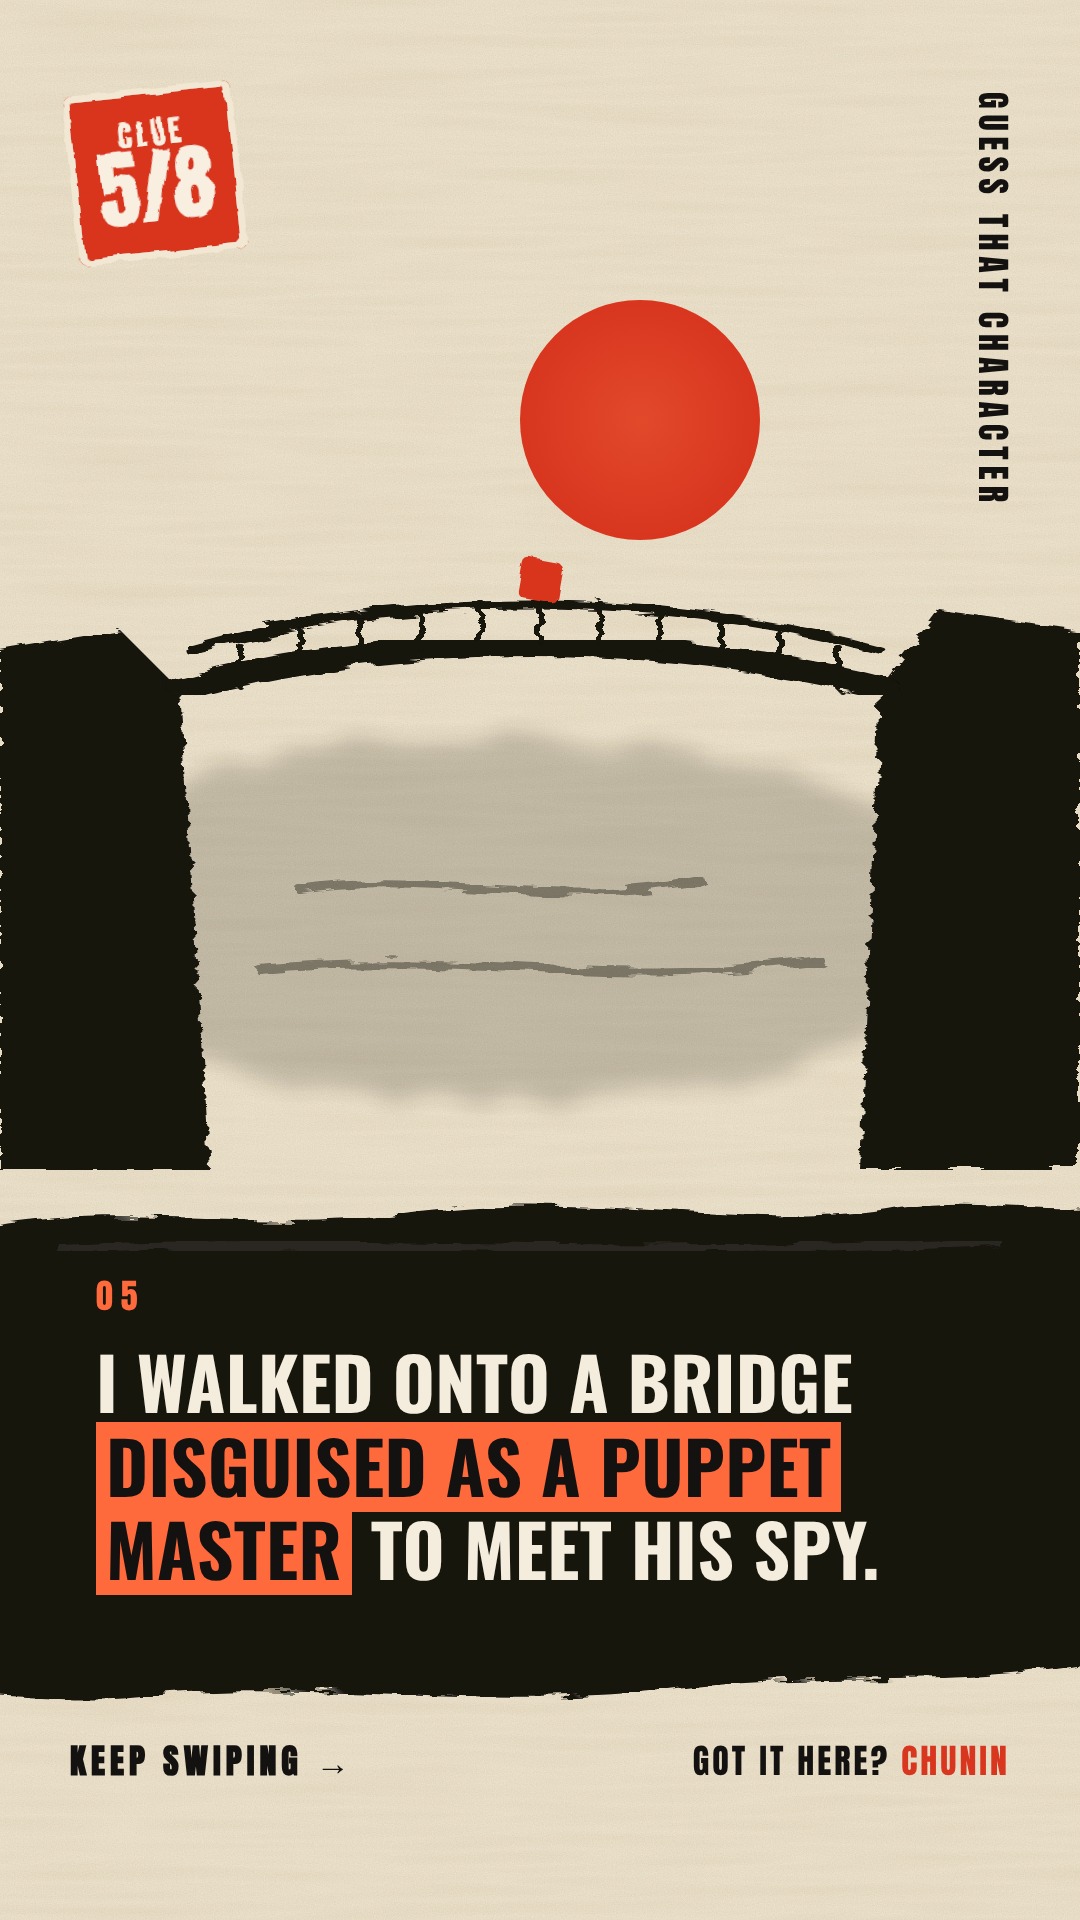 CLUE
5/8
GUESS THAT CHARACTER
05
I WALKED ONTO A BRIDGE
DISGUISED AS A PUPPET
MASTER TO MEET HIS SPY.
KEEP SWIPING →
GOT IT HERE? CHUNIN